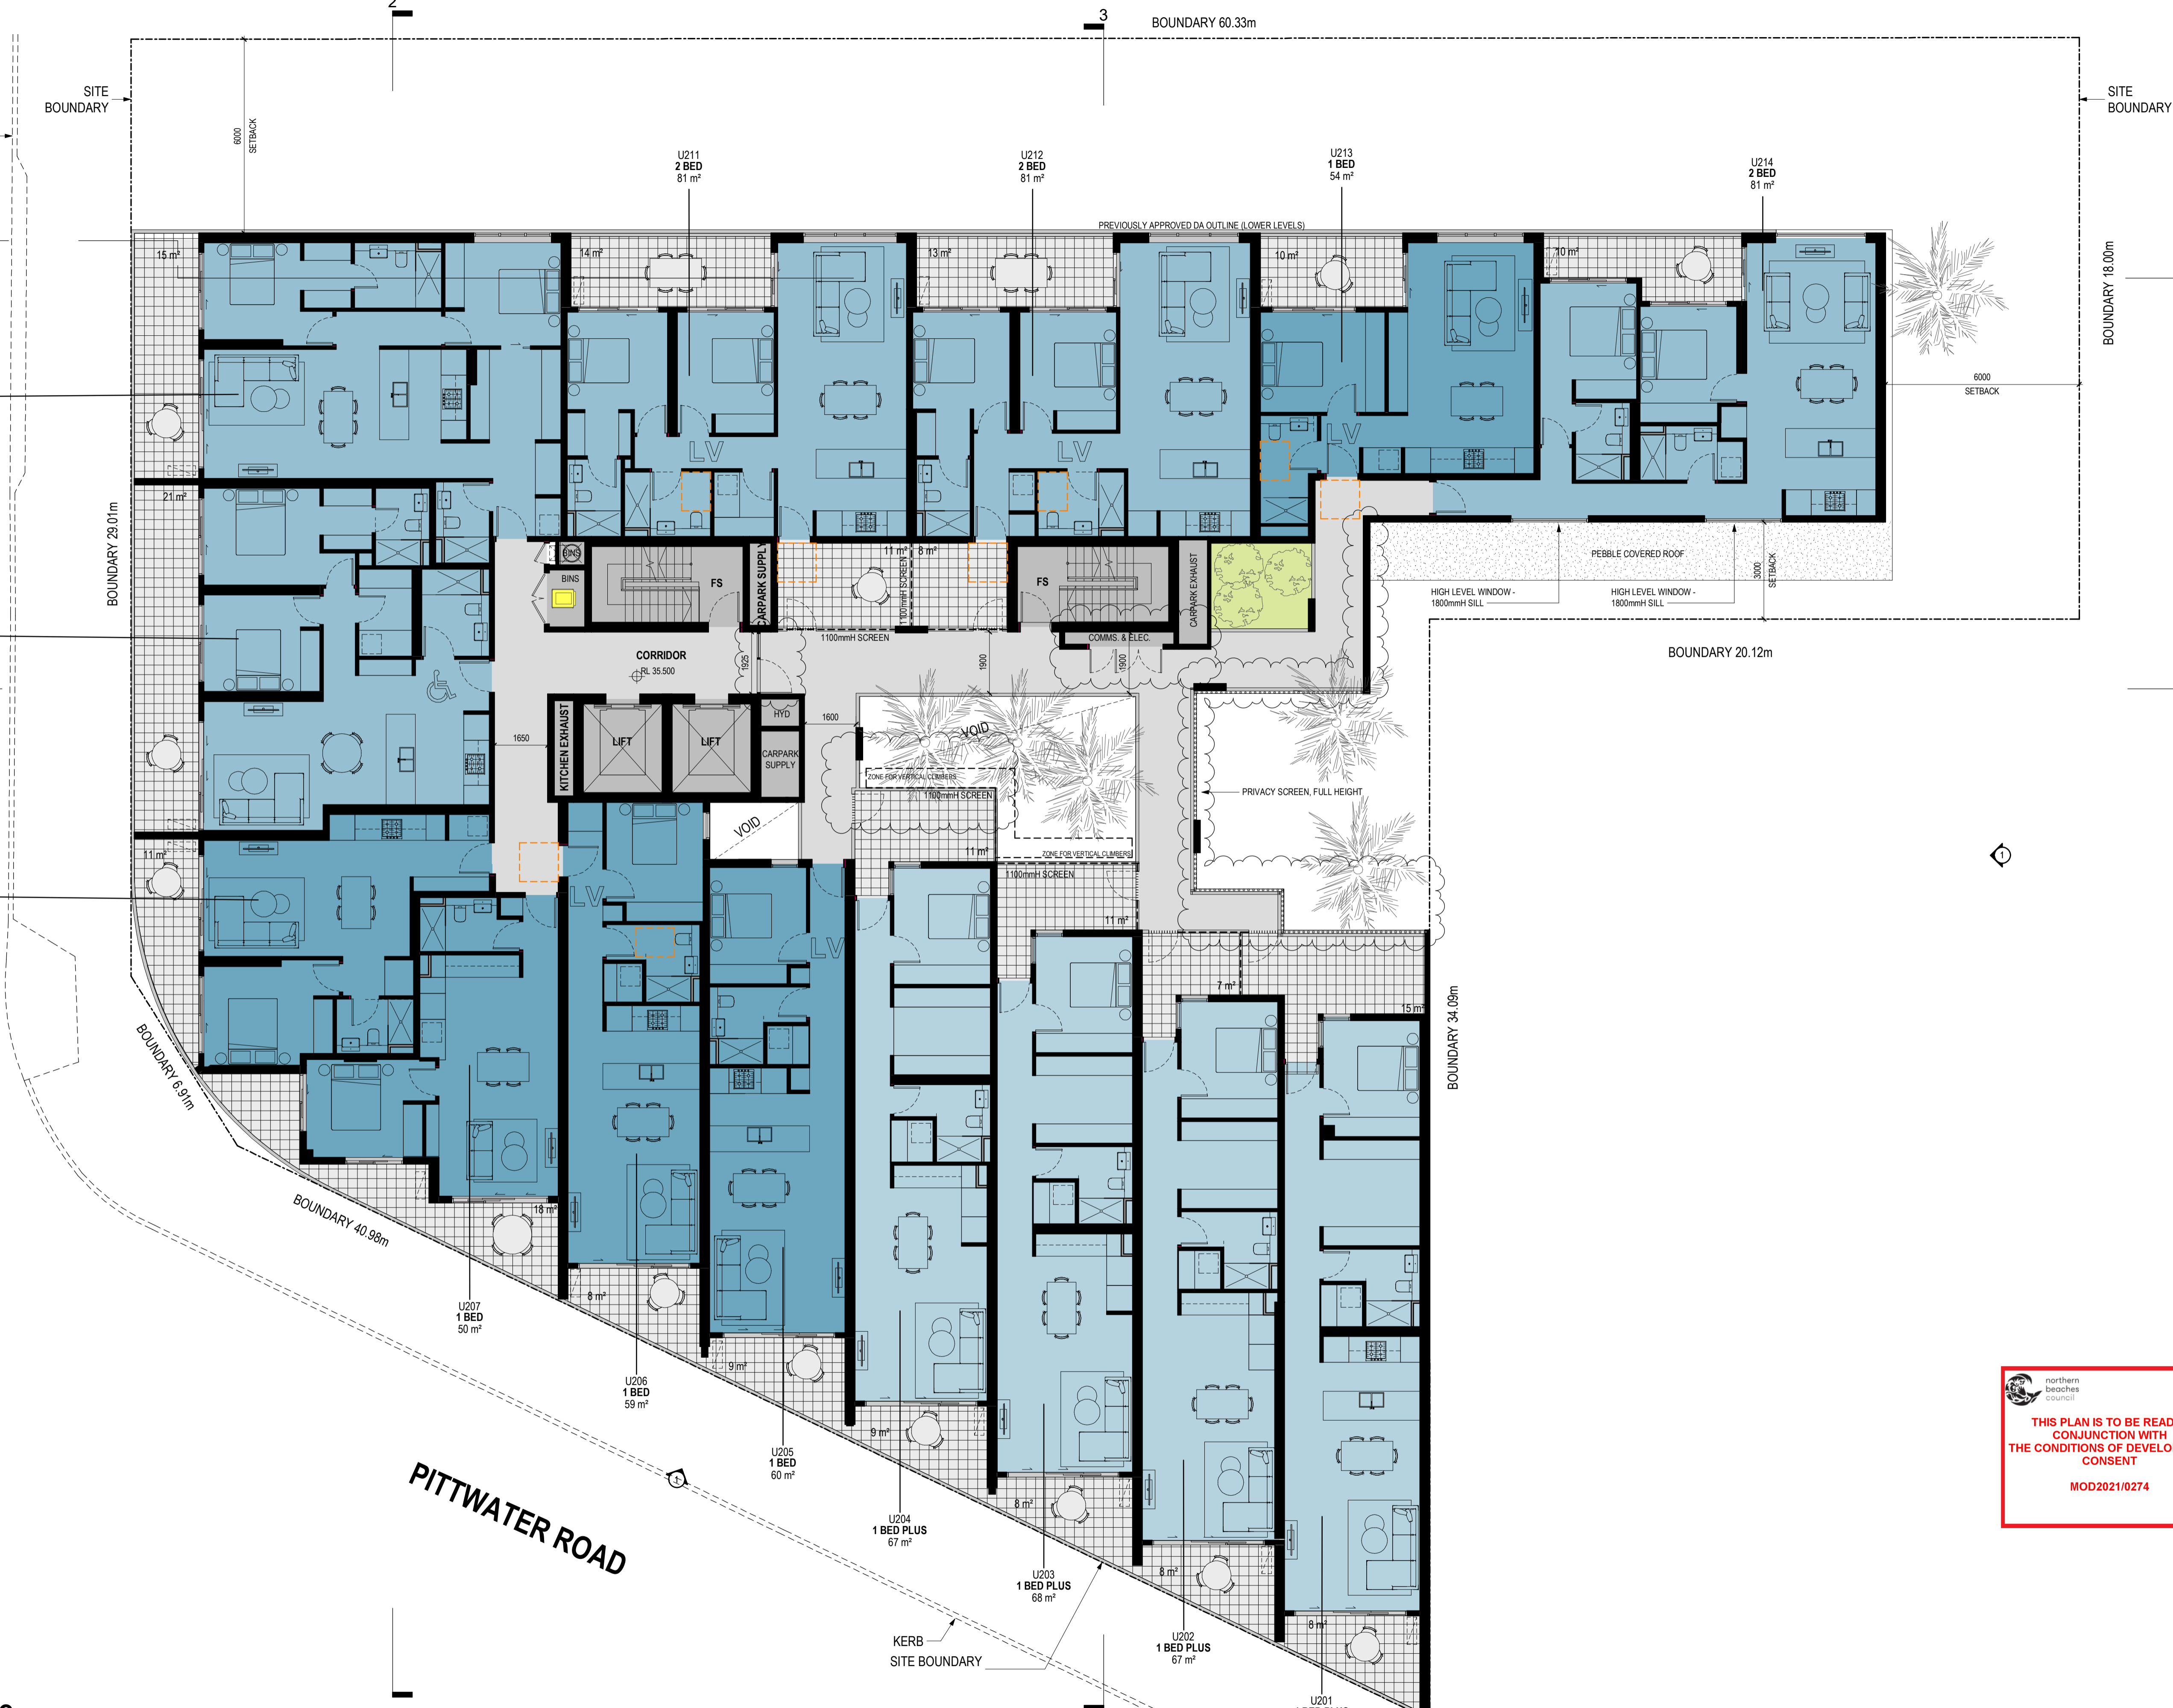 2
3
BOUNDARY 60.33m
SITE
BOUNDARY
SITE
BOUNDARY
6000
SETBACK
U211
2 BED
81 m²
U212
2 BED
81 m²
U213
1 BED
54 m²
U214
2 BED
81 m²
PREVIOUSLY APPROVED DA OUTLINE (LOWER LEVELS)
BOUNDARY 18.00m
15 m²
14 m²
13 m²
10 m²
10 m²
6000
SETBACK
LV
LV
LV
21 m²
BOUNDARY 29.01m
BINS
BINS
FS
CARPARK SUPPLY
11 m²
8 m²
1100mmH SCREEN
FS
CARPARK EXHAUST
PEBBLE COVERED ROOF
3000
SETBACK
HIGH LEVEL WINDOW -
1800mmH SILL
HIGH LEVEL WINDOW -
1800mmH SILL
1100mmH SCREEN
COMMS. & ELEC.
BOUNDARY 20.12m
CORRIDOR
RL 35.500
1925
1900
1900
KITCHEN EXHAUST
LIFT
LIFT
HYD
CARPARK
SUPPLY
1650
1600
VOID
ZONE FOR VERTICAL CLIMBERS
1100mmH SCREEN
PRIVACY SCREEN, FULL HEIGHT
VOID
11 m²
11 m²
ZONE FOR VERTICAL CLIMBERS
1100mmH SCREEN
1
LV
11 m²
LV
7 m²
15 m²
BOUNDARY 34.09m
BOUNDARY 6.91m
BOUNDARY 40.98m
18 m²
U207
1 BED
50 m²
8 m²
U206
1 BED
59 m²
9 m²
U205
1 BED
60 m²
9 m²
U204
1 BED PLUS
67 m²
8 m²
U203
1 BED PLUS
68 m²
8 m²
U202
1 BED PLUS
67 m²
8 m²
U201
1
PITTWATER ROAD
KERB
SITE BOUNDARY
northern
beaches
council
THIS PLAN IS TO BE READ
CONJUNCTION WITH
THE CONDITIONS OF DEVELO
CONSENT
MOD2021/0274